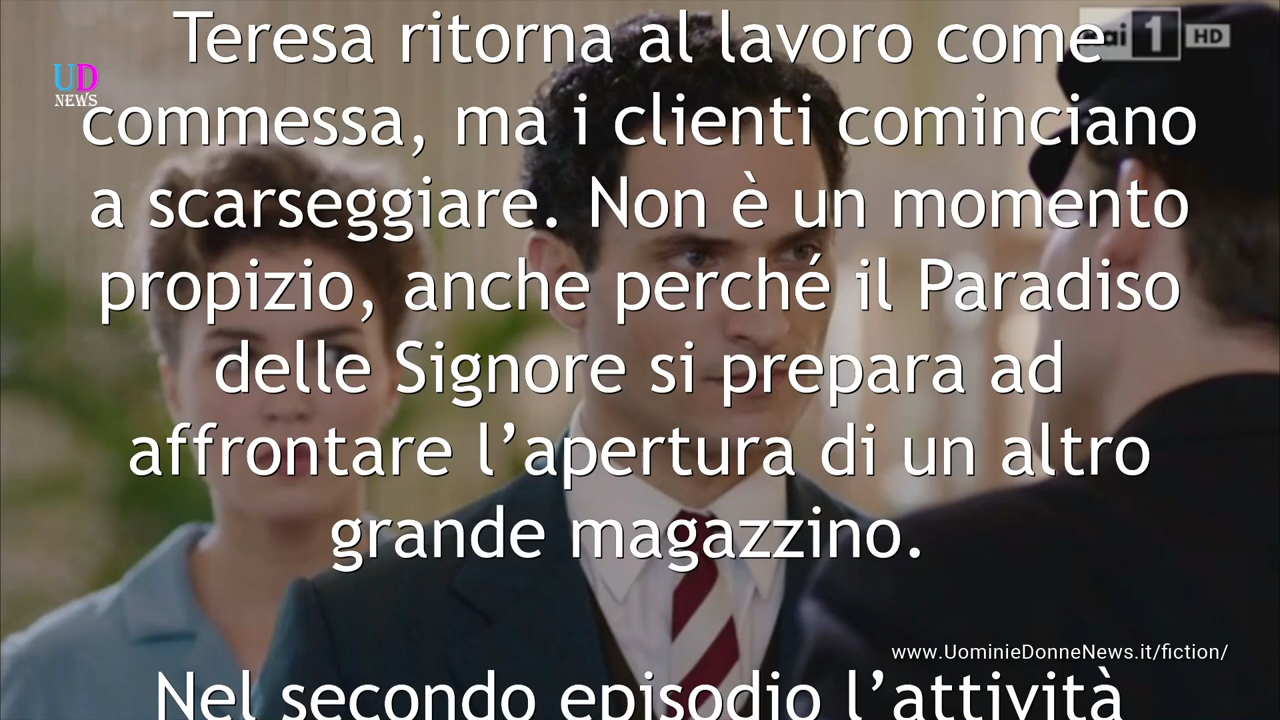 Teresa ritorna al lavoro come
ai 1 HD
UD
NEWS
commessa, ma i clienti cominciano
a scarseggiare. Non è un momento
propizio, anche perché il Paradiso
delle Signore si prepara ad
affrontare l’apertura di un altro
grande magazzino.
www.UominieDonneNews.it/fiction/
Nel secondo episodio l’attività